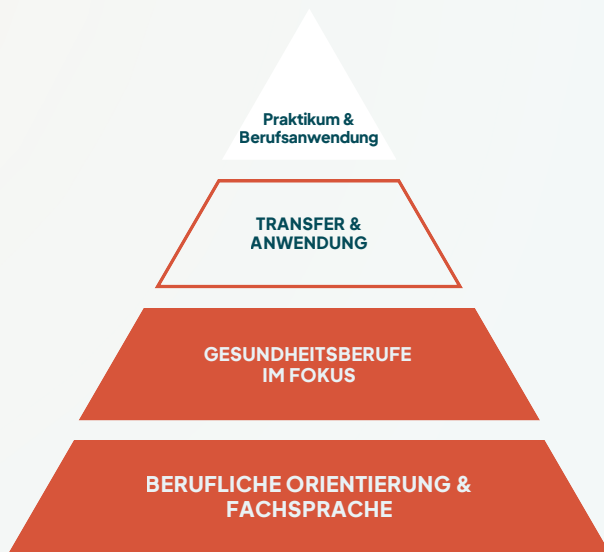 Praktikum &
Berufsanwendung
TRANSFER &
ANWENDUNG
GESUNDHEITSBERUFE
IM FOKUS
BERUFLICHE ORIENTIERUNG &
FACHSPRACHE